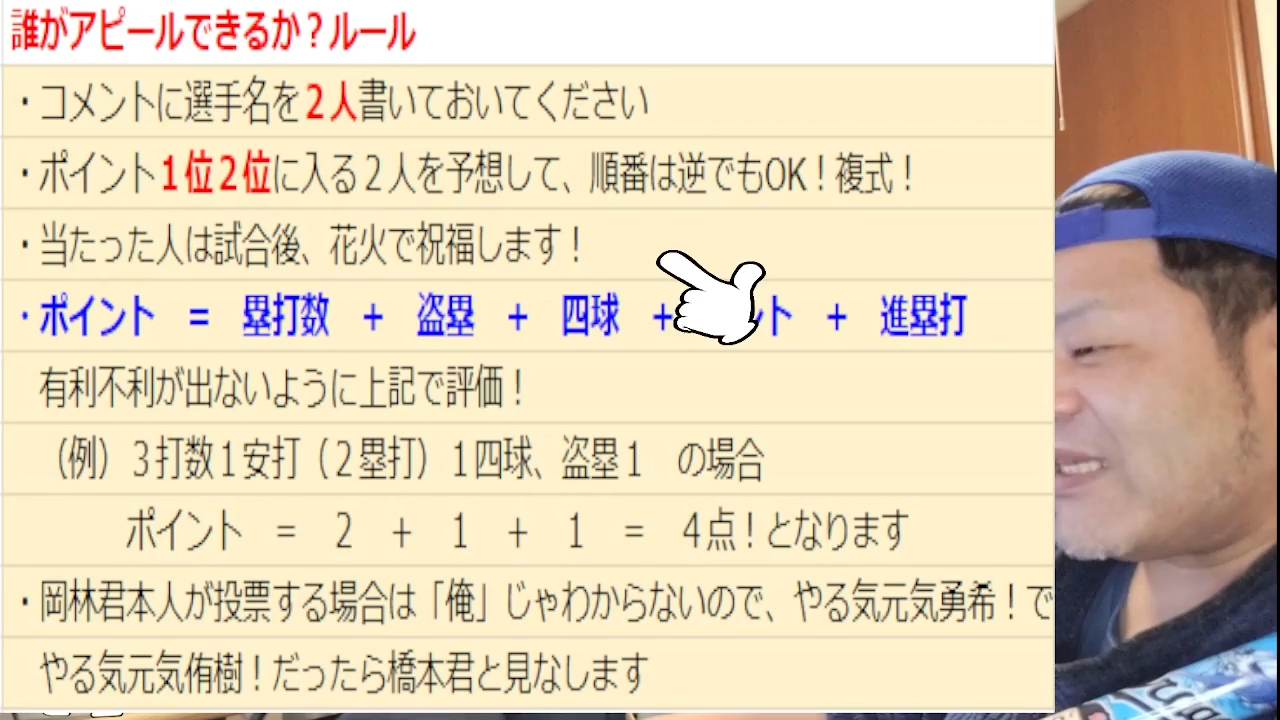 誰がアピールできるか？ルール
・コメントに選手名を２人書いておいてください
・ポイント１位２位に入る２人を予想して、順番は逆でもOK！複式！
・当たった人は試合後、花火で祝福します！
・ポイント　＝　塁打数　＋　盗塁　＋　四球　＋　ント　＋　進塁打
有利不利が出ないように上記で評価！
（例）３打数１安打（２塁打）１四球、盗塁１　の場合
ポイント　＝　２　＋　１　＋　１　＝　４点！となります
・岡林君本人が投票する場合は「俺」じゃわからないので、やる気元気勇希！で
やる気元気侑樹！だったら橋本君と見なします